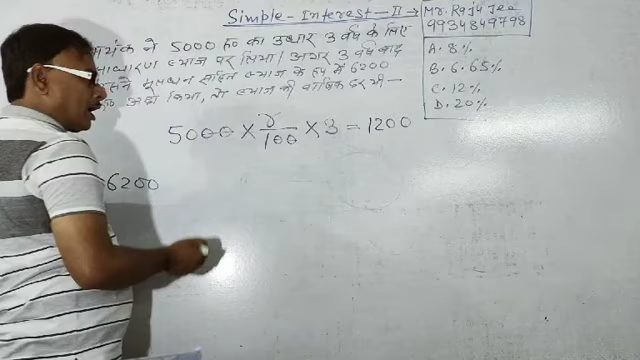 Simple-Interest-II→
Mr. Raju Jee
9934849798
5000 रु० का उधार 3 वर्ष के लिए
ब्याज पर लिया। अगर 3 वर्ष बाद
मूलधन सहित ब्याज के रूप में 6200
अदा किया, तो ब्याज की वार्षिक दर थी—
A. 8%
B. 6.65%
C. 12%
D. 20%
5000 × r/100 × 3 = 1200
6200